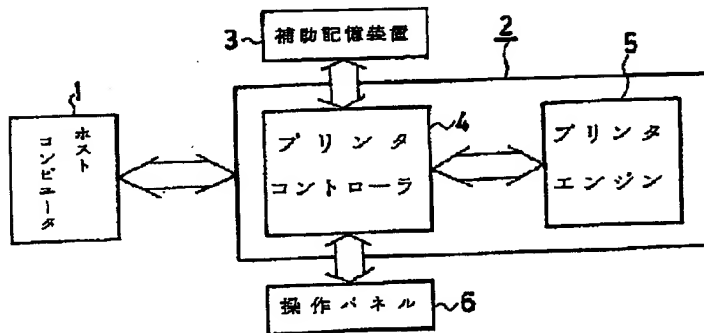 3
補助記憶装置
2
5
1
ホスト
コンピュータ
プリンタ
コントローラ
4
プリンタ
エンジン
操作パネル
6